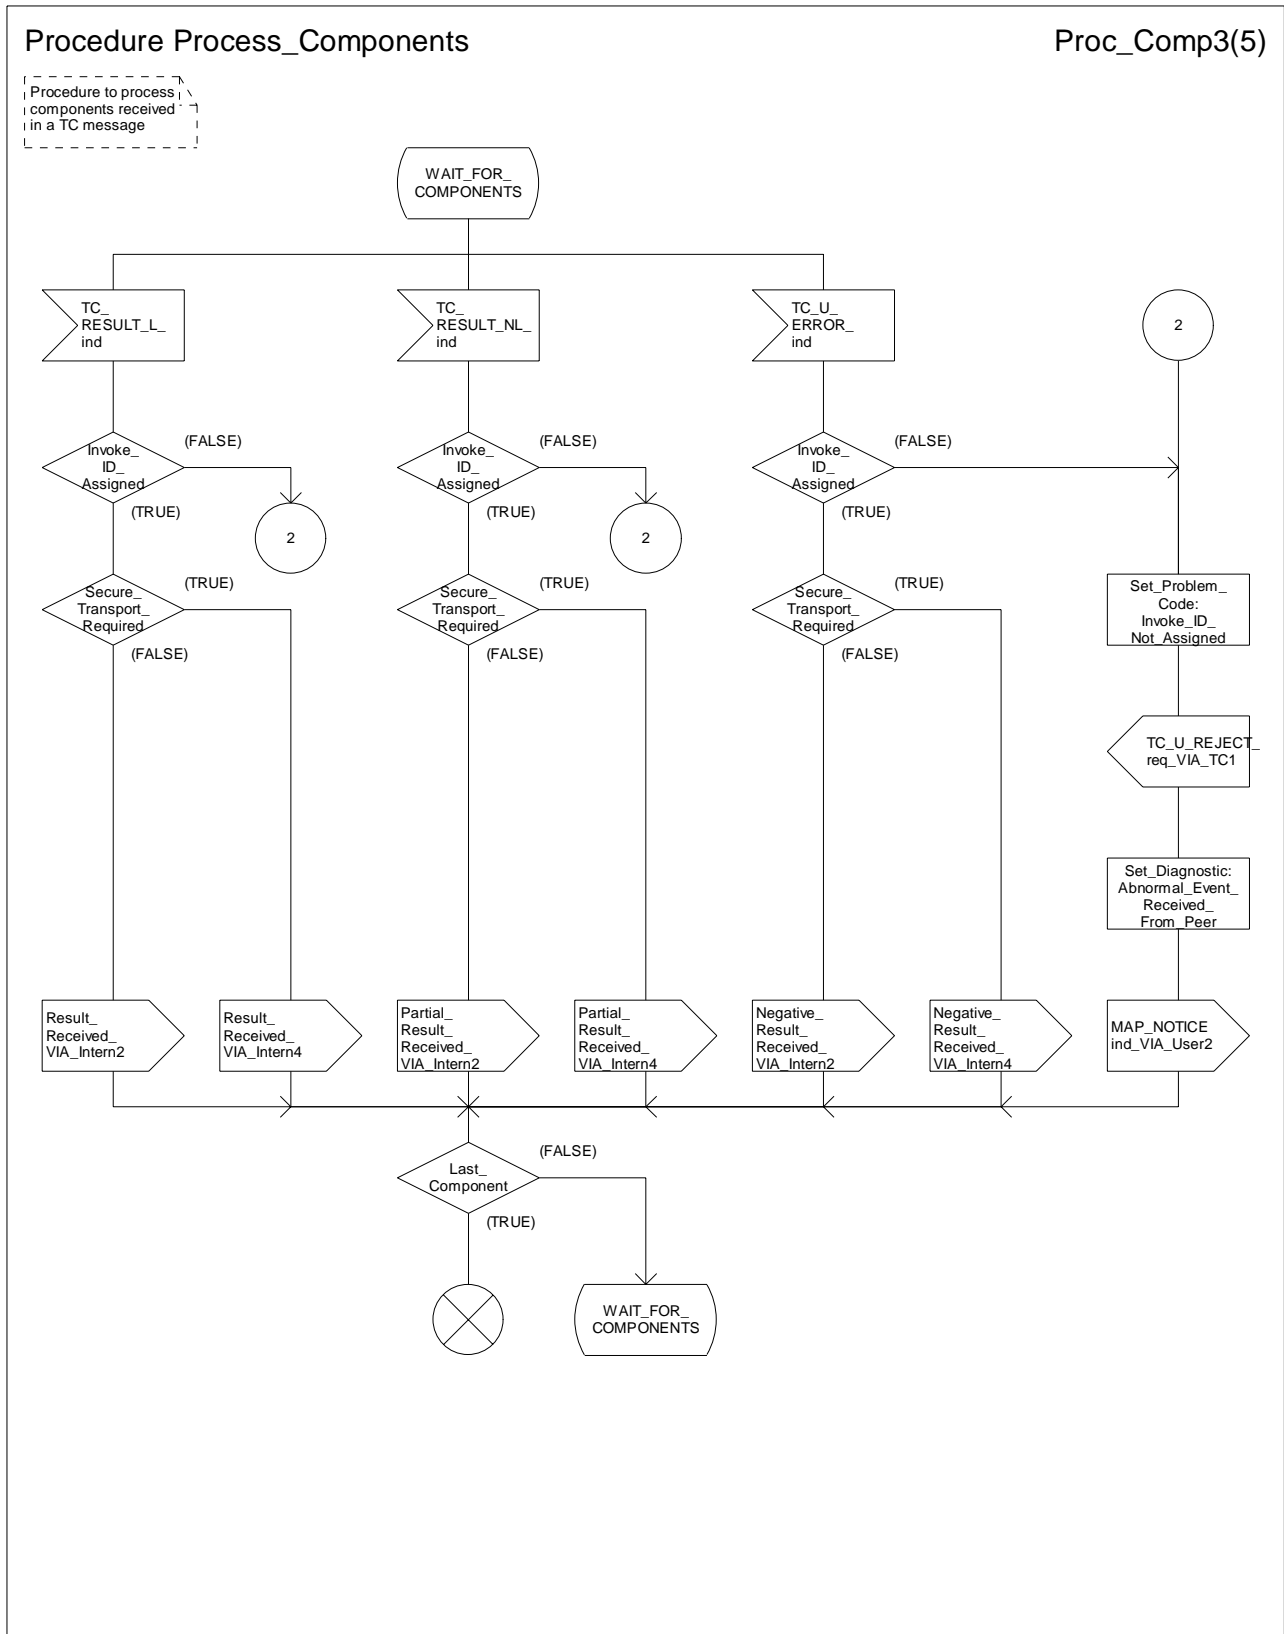 Procedure Process_Components
Proc_Comp3(5)
Procedure to process
components received
in a TC message
WAIT_FOR_
COMPONENTS
TC_
RESULT_L_
ind
TC_
RESULT_NL_
ind
TC_U_
ERROR_
ind
2
Invoke_
ID_
Assigned
(FALSE)
(TRUE)
Invoke_
ID_
Assigned
(FALSE)
(TRUE)
Invoke_
ID_
Assigned
(FALSE)
(TRUE)
2
2
Secure_
Transport_
Required
(TRUE)
(FALSE)
Secure_
Transport_
Required
(TRUE)
(FALSE)
Secure_
Transport_
Required
(TRUE)
(FALSE)
Set_Problem_
Code:
Invoke_ID_
Not_Assigned
TC_U_REJECT_
req_VIA_TC1
Set_Diagnostic:
Abnormal_Event_
Received_
From_Peer
Result_
Received_
VIA_Intern2
Result_
Received_
VIA_Intern4
Partial_
Result_
Received_
VIA_Intern2
Partial_
Result_
Received_
VIA_Intern4
Negative_
Result_
Received_
VIA_Intern2
Negative_
Result_
Received_
VIA_Intern4
MAP_NOTICE
ind_VIA_User2
Last_
Component
(FALSE)
(TRUE)
WAIT_FOR_
COMPONENTS